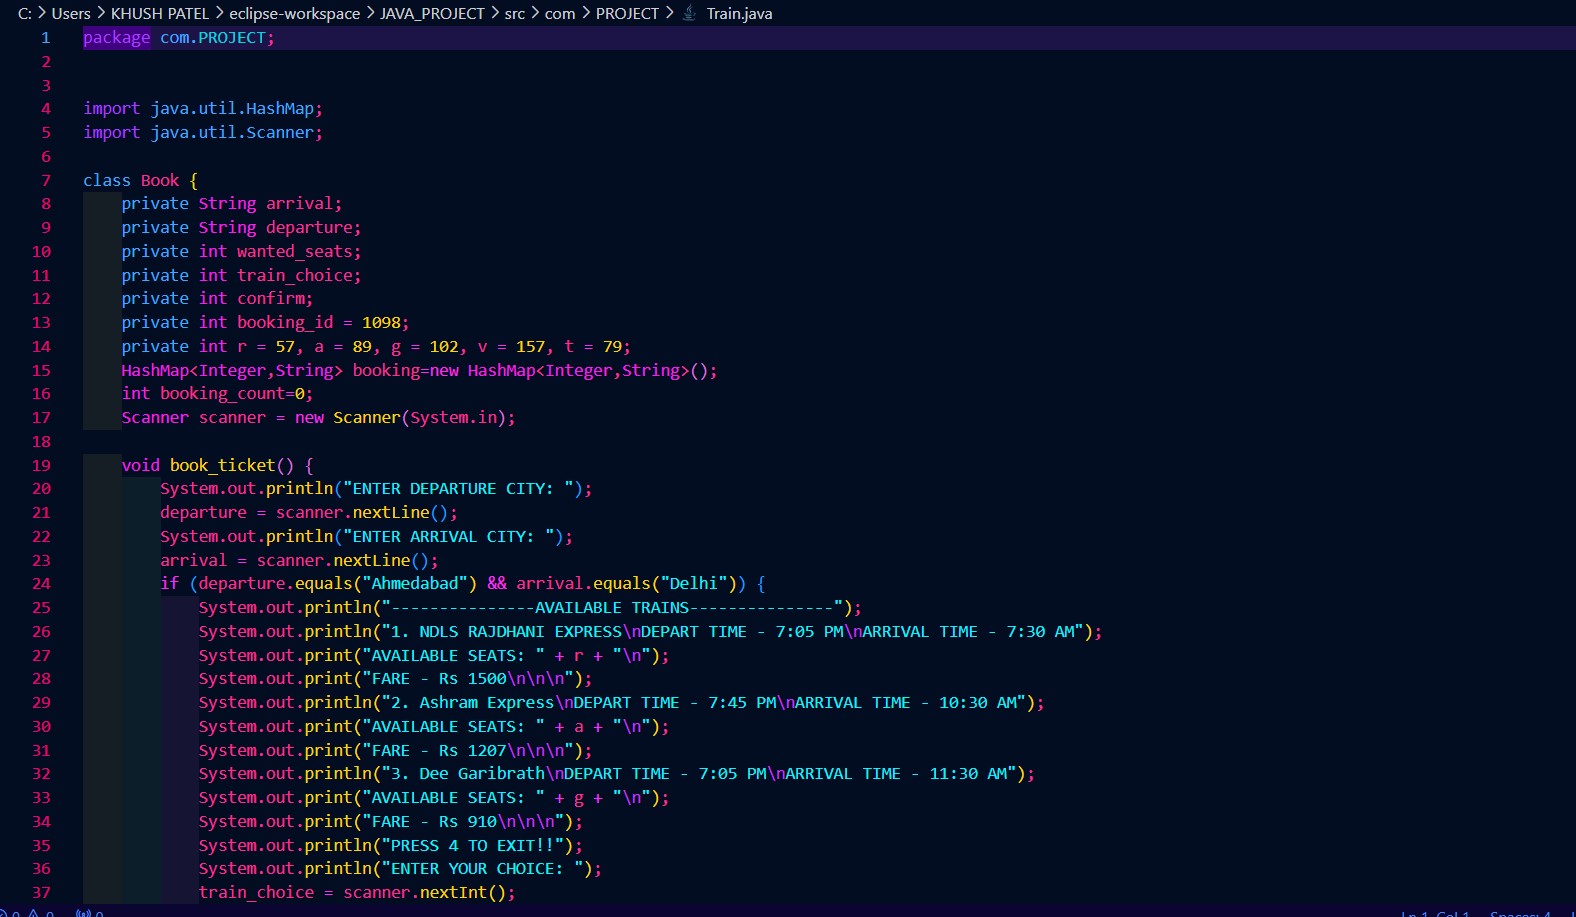 C: > Users > KHUSH PATEL > eclipse-workspace > JAVA_PROJECT > src > com > PROJECT > Train.java
1 package com.PROJECT;
2
3
4 import java.util.HashMap;
5 import java.util.Scanner;
6
7 class Book {
8     private String arrival;
9     private String departure;
10     private int wanted_seats;
11     private int train_choice;
12     private int confirm;
13     private int booking_id = 1098;
14     private int r = 57, a = 89, g = 102, v = 157, t = 79;
15     HashMap<Integer,String> booking=new HashMap<Integer,String>();
16     int booking_count=0;
17     Scanner scanner = new Scanner(System.in);
18
19     void book_ticket() {
20         System.out.println("ENTER DEPARTURE CITY: ");
21         departure = scanner.nextLine();
22         System.out.println("ENTER ARRIVAL CITY: ");
23         arrival = scanner.nextLine();
24         if (departure.equals("Ahmedabad") && arrival.equals("Delhi")) {
25             System.out.println("---------------AVAILABLE TRAINS---------------");
26             System.out.println("1. NDLS RAJDHANI EXPRESS\nDEPART TIME - 7:05 PM\nARRIVAL TIME - 7:30 AM");
27             System.out.print("AVAILABLE SEATS: " + r + "\n");
28             System.out.print("FARE - Rs 1500\n\n\n");
29             System.out.println("2. Ashram Express\nDEPART TIME - 7:45 PM\nARRIVAL TIME - 10:30 AM");
30             System.out.print("AVAILABLE SEATS: " + a + "\n");
31             System.out.print("FARE - Rs 1207\n\n\n");
32             System.out.println("3. Dee Garibrath\nDEPART TIME - 7:05 PM\nARRIVAL TIME - 11:30 AM");
33             System.out.print("AVAILABLE SEATS: " + g + "\n");
34             System.out.print("FARE - Rs 910\n\n\n");
35             System.out.println("PRESS 4 TO EXIT!!");
36             System.out.println("ENTER YOUR CHOICE: ");
37             train_choice = scanner.nextInt();
0 0 0 Ln 1, Col 1 Spaces: 4